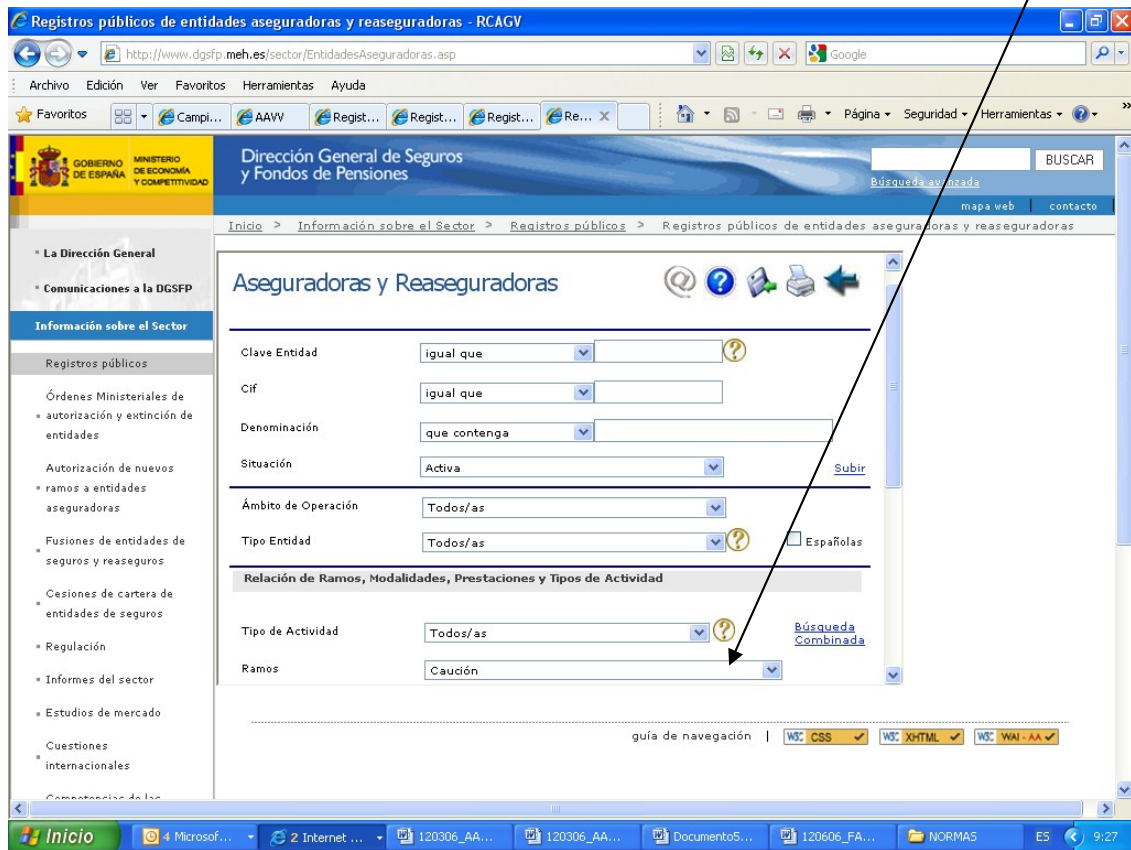 Registros públicos de entidades aseguradoras y reaseguradoras - RCAGV
http://www.dgsfp.meh.es/sector/EntidadesAseguradoras.asp
Google
Archivo Edición Ver Favoritos Herramientas Ayuda
Favoritos Campi... AAVV Regist... Regist... Regist... Re... X Página Seguridad Herramientas
GOBIERNO DE ESPAÑA
MINISTERIO DE ECONOMÍA Y COMPETITIVIDAD
Dirección General de Seguros
y Fondos de Pensiones
BUSCAR
Búsqueda avanzada
mapa web | contacto
Inicio > Información sobre el Sector > Registros públicos > Registros públicos de entidades aseguradoras y reaseguradoras
La Dirección General
Comunicaciones a la DGSFP
Información sobre el Sector
Registros públicos
Órdenes Ministeriales de
autorización y extinción de
entidades
Autorización de nuevos
ramos a entidades
aseguradoras
Fusiones de entidades de
seguros y reaseguros
Cesiones de cartera de
entidades de seguros
Regulación
Informes del sector
Estudios de mercado
Cuestiones
internacionales
Competencias de las
Aseguradoras y Reaseguradoras
Clave Entidad igual que
Cif igual que
Denominación que contenga
Situación Activa Subir
Ámbito de Operación Todos/as
Tipo Entidad Todos/as Españolas
Relación de Ramos, Modalidades, Prestaciones y Tipos de Actividad
Tipo de Actividad Todos/as Búsqueda
Combinada
Ramos Caución
guía de navegación | W3C CSS W3C XHTML W3C WAI-AA
Inicio 4 Microsof... 2 Internet ... 120306_AA... 120306_AA... Documento5... 120606_FA... NORMAS ES 9:27